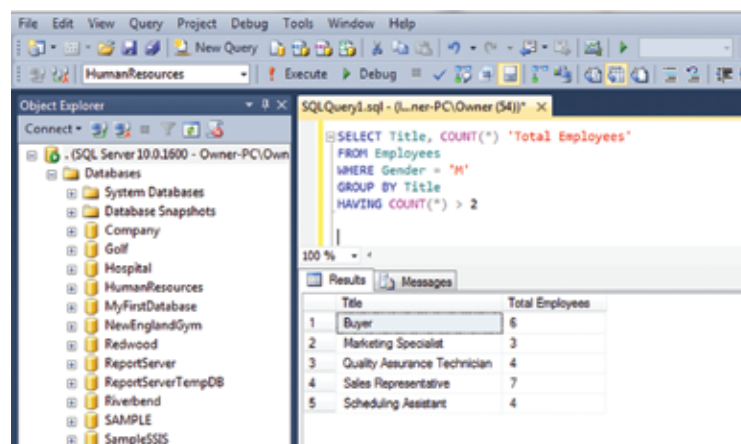 File Edit View Query Project Debug Tools Window Help
New Query
HumanResources Execute Debug
Object Explorer
Connect
. (SQL Server 10.0.1600 - Owner-PC\Own
Databases
System Databases
Database Snapshots
Company
Golf
Hospital
HumanResources
MyFirstDatabase
NewEnglandGym
Redwood
ReportServer
ReportServerTempDB
Riverbend
SAMPLE
SampleSSIS
SQLQuery1.sql - (l...ner-PC\Owner (54))*
SELECT Title, COUNT(*) 'Total Employees'
FROM Employees
WHERE Gender = 'M'
GROUP BY Title
HAVING COUNT(*) > 2
100 %
Results Messages
Title Total Employees
1 Buyer 6
2 Marketing Specialist 3
3 Quality Assurance Technician 4
4 Sales Representative 7
5 Scheduling Assistant 4